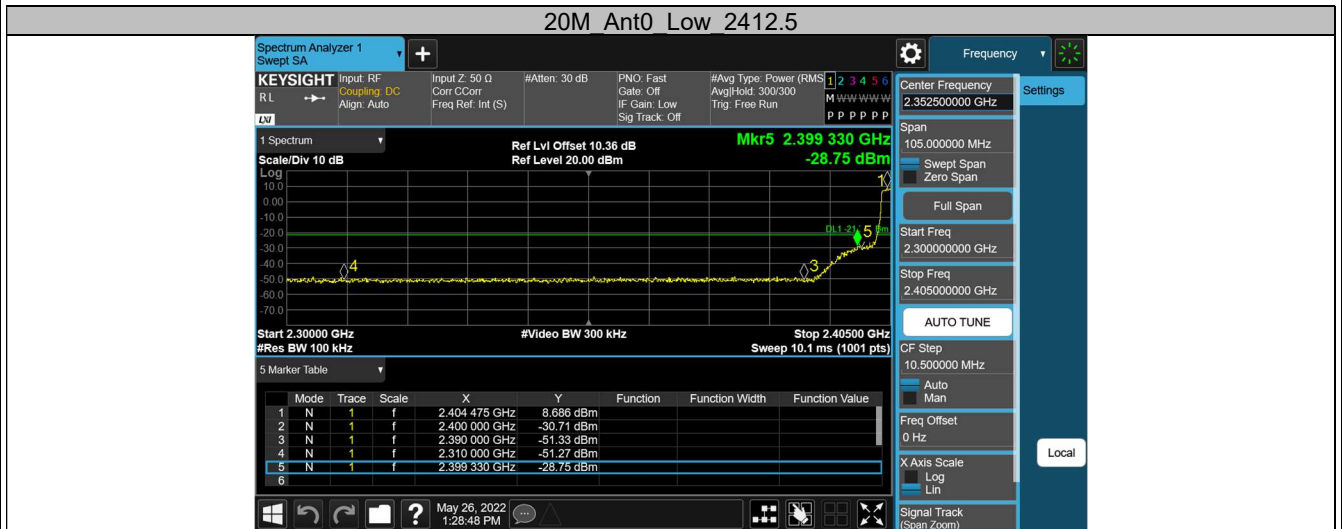 20M_Ant0_Low_2412.5
Spectrum Analyzer 1
Swept SA
+
Frequency
KEYSIGHT
RL
LXI
Input: RF
Coupling: DC
Align: Auto
Input Z: 50 Ω
Corr CCorr
Freq Ref: Int (S)
#Atten: 30 dB
PNO: Fast
Gate: Off
IF Gain: Low
Sig Track: Off
#Avg Type: Power (RMS
Avg|Hold: 300/300
Trig: Free Run
1 2 3 4 5 6
M W W W W W
P P P P P P
Center Frequency
2.352500000 GHz
Settings
1 Spectrum
Ref Lvl Offset 10.36 dB
Mkr5 2.399 330 GHz
Scale/Div 10 dB
Ref Level 20.00 dBm
-28.75 dBm
Span
105.000000 MHz
Swept Span
Zero Span
Full Span
Start Freq
2.300000000 GHz
Stop Freq
2.405000000 GHz
AUTO TUNE
CF Step
10.500000 MHz
Auto
Man
Freq Offset
0 Hz
X Axis Scale
Log
Lin
Signal Track
(Span Zoom)
Local
Log
10.0
0.00
-10.0
-20.0
-30.0
-40.0
-50.0
-60.0
-70.0
1
DL1 -21
5
4
3
Start 2.30000 GHz
#Video BW 300 kHz
Stop 2.40500 GHz
#Res BW 100 kHz
Sweep 10.1 ms (1001 pts)
5 Marker Table
Mode Trace Scale X Y Function Function Width Function Value
1 N 1 f 2.404 475 GHz 8.686 dBm
2 N 1 f 2.400 000 GHz -30.71 dBm
3 N 1 f 2.390 000 GHz -51.33 dBm
4 N 1 f 2.310 000 GHz -51.27 dBm
5 N 1 f 2.399 330 GHz -28.75 dBm
6
?
May 26, 2022
1:28:48 PM